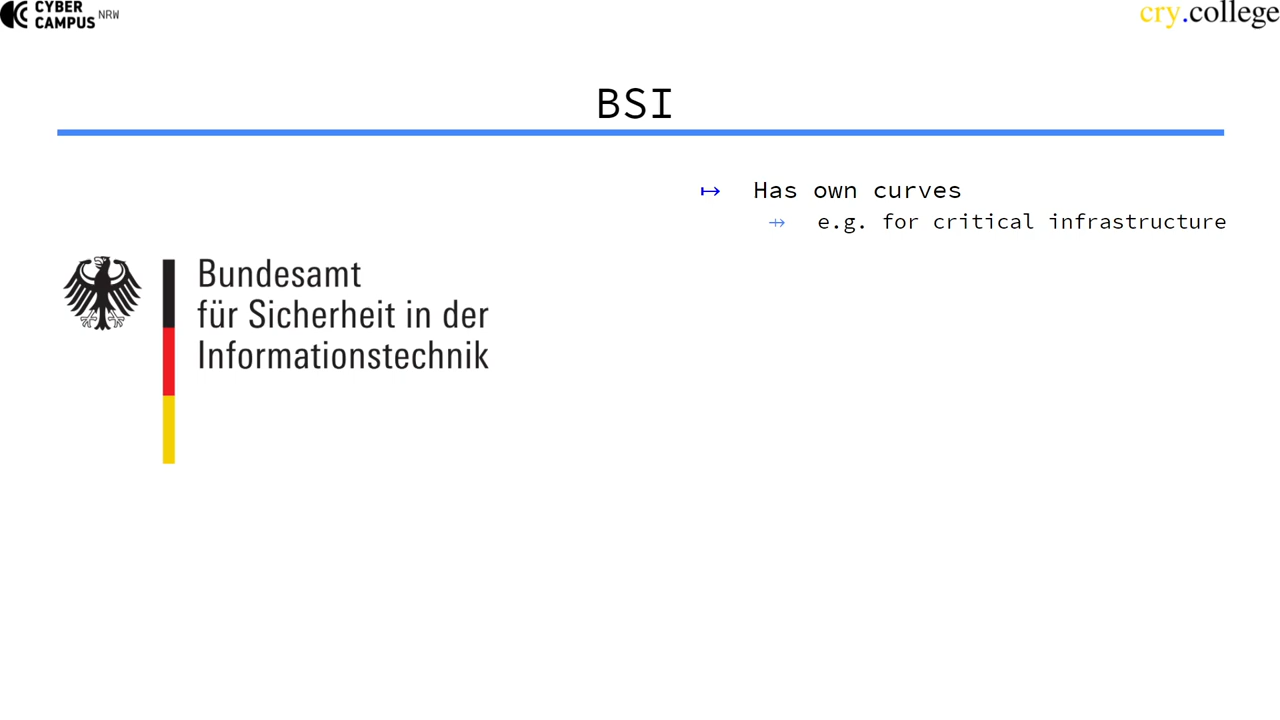 CYBER
CAMPUS NRW
cry.college
BSI
↦ Has own curves
⇸ e.g. for critical infrastructure
Bundesamt
für Sicherheit in der
Informationstechnik